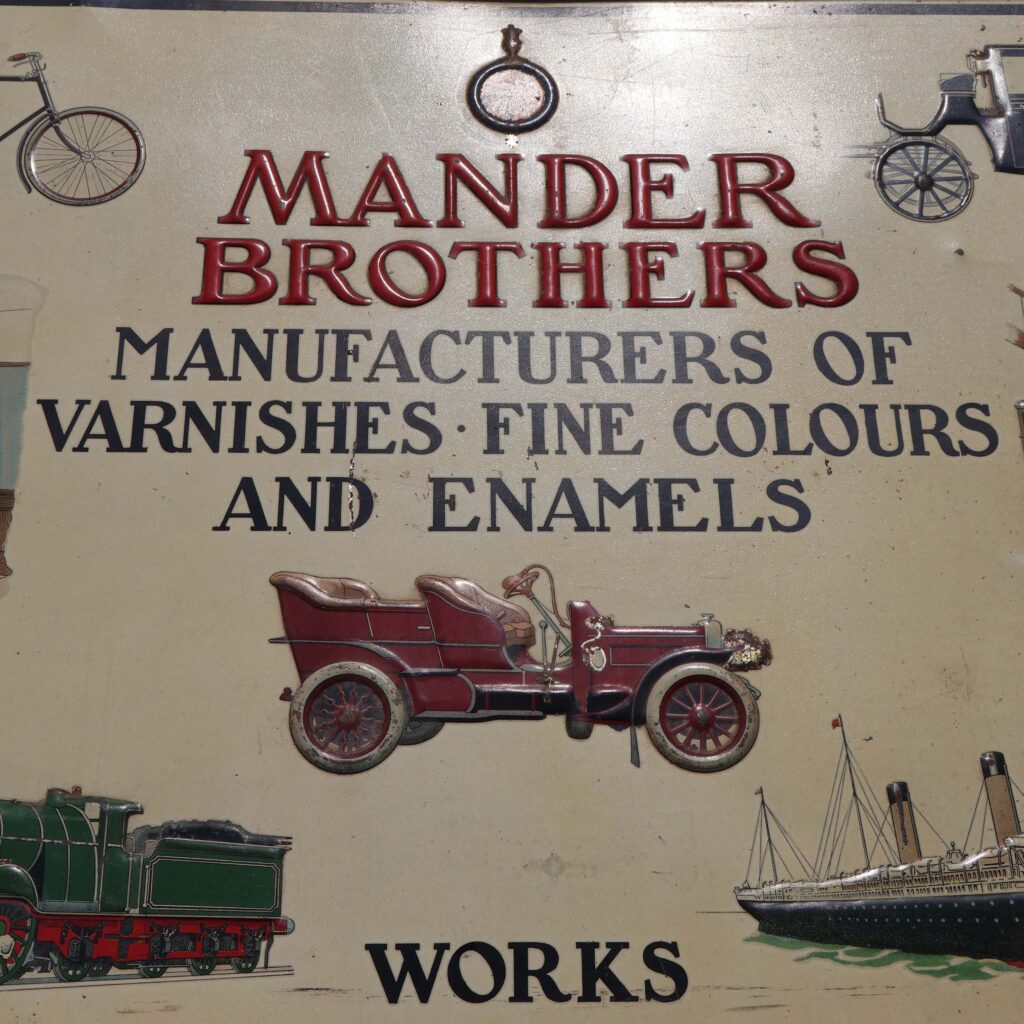 MANDER
BROTHERS
MANUFACTURERS OF
VARNISHES · FINE COLOURS
AND ENAMELS
WORKS